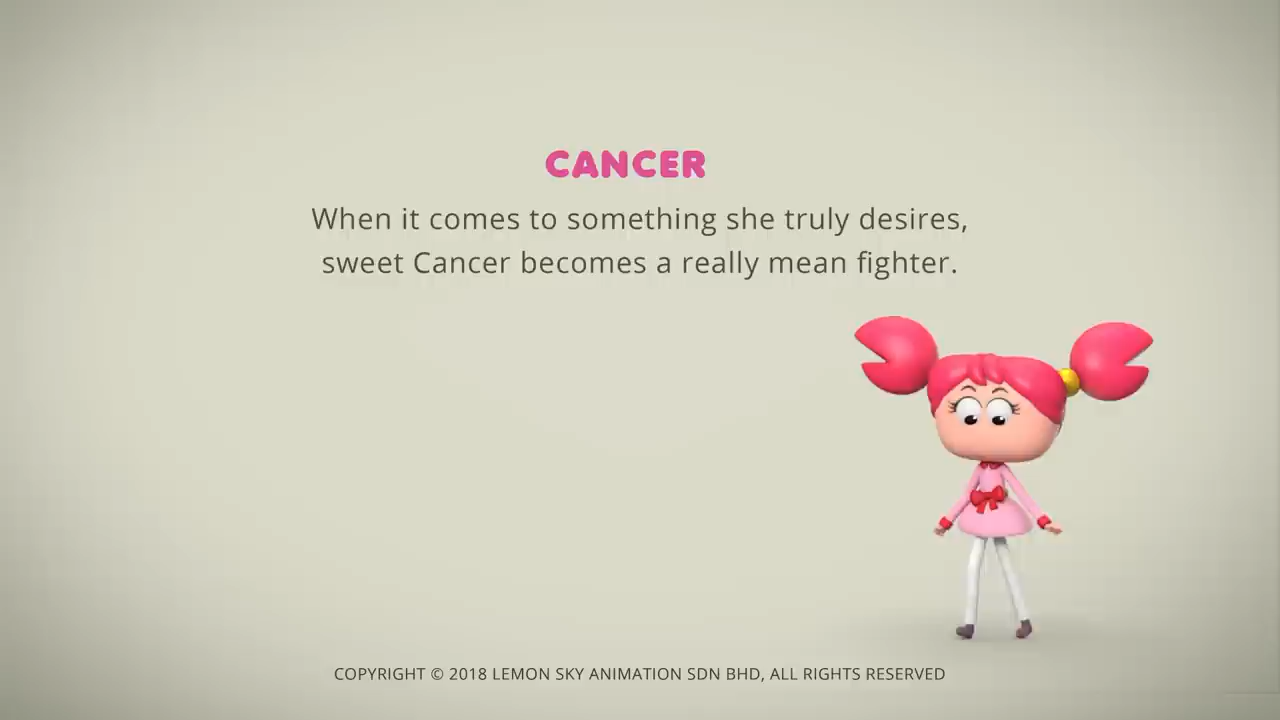 CANCER
When it comes to something she truly desires,
sweet Cancer becomes a really mean fighter.
COPYRIGHT © 2018 LEMON SKY ANIMATION SDN BHD, ALL RIGHTS RESERVED